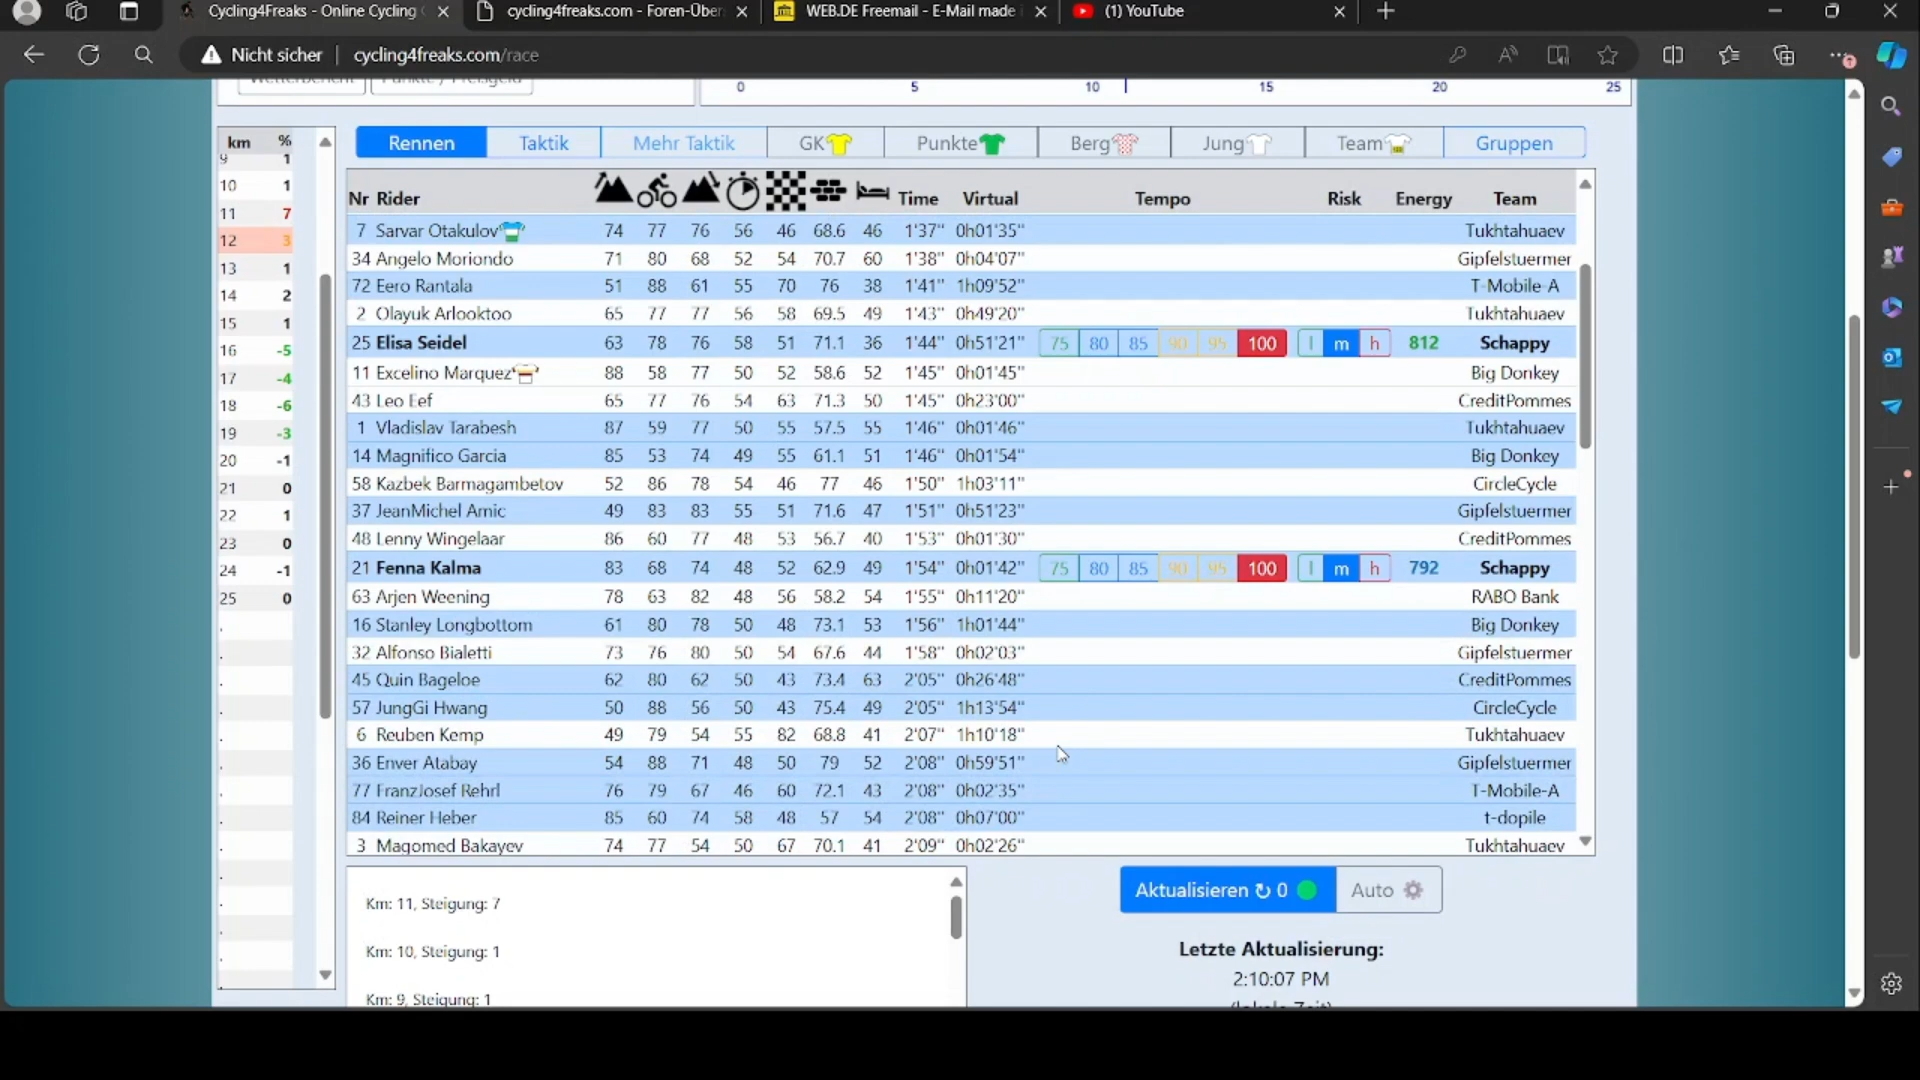 Cycling4Freaks - Online Cycling
cycling4freaks.com - Foren-Über
WEB.DE Freemail - E-Mail made i
(1) YouTube
Nicht sicher | cycling4freaks.com/race
Wetterbericht Punkte / Preisgeld
0 5 10 15 20 25
km %
9 1
10 1
11 7
12 3
13 1
14 2
15 1
16 -5
17 -4
18 -6
19 -3
20 -1
21 0
22 1
23 0
24 -1
25 0
Rennen Taktik Mehr Taktik GK Punkte Berg Jung Team Gruppen
Nr Rider Time Virtual Tempo Risk Energy Team
7 Sarvar Otakulov 74 77 76 56 46 68.6 46 1'37'' 0h01'35'' Tukhtahuaev
34 Angelo Moriondo 71 80 68 52 54 70.7 60 1'38'' 0h04'07'' Gipfelstuermer
72 Eero Rantala 51 88 61 55 70 76 38 1'41'' 1h09'52'' T-Mobile-A
2 Olayuk Arlooktoo 65 77 77 56 58 69.5 49 1'43'' 0h49'20'' Tukhtahuaev
25 Elisa Seidel 63 78 76 58 51 71.1 36 1'44'' 0h51'21'' 75 80 85 90 95 100 l m h 812 Schappy
11 Excelino Marquez 88 58 77 50 52 58.6 52 1'45'' 0h01'45'' Big Donkey
43 Leo Eef 65 77 76 54 63 71.3 50 1'45'' 0h23'00'' CreditPommes
1 Vladislav Tarabesh 87 59 77 50 55 57.5 55 1'46'' 0h01'46'' Tukhtahuaev
14 Magnifico Garcia 85 53 74 49 55 61.1 51 1'46'' 0h01'54'' Big Donkey
58 Kazbek Barmagambetov 52 86 78 54 46 77 46 1'50'' 1h03'11'' CircleCycle
37 JeanMichel Amic 49 83 83 55 51 71.6 47 1'51'' 0h51'23'' Gipfelstuermer
48 Lenny Wingelaar 86 60 77 48 53 56.7 40 1'53'' 0h01'30'' CreditPommes
21 Fenna Kalma 83 68 74 48 52 62.9 49 1'54'' 0h01'42'' 75 80 85 90 95 100 l m h 792 Schappy
63 Arjen Weening 78 63 82 48 56 58.2 54 1'55'' 0h11'20'' RABO Bank
16 Stanley Longbottom 61 80 78 50 48 73.1 53 1'56'' 1h01'44'' Big Donkey
32 Alfonso Bialetti 73 76 80 50 54 67.6 44 1'58'' 0h02'03'' Gipfelstuermer
45 Quin Bageloe 62 80 62 50 43 73.4 63 2'05'' 0h26'48'' CreditPommes
57 JungGi Hwang 50 88 56 50 43 75.4 49 2'05'' 1h13'54'' CircleCycle
6 Reuben Kemp 49 79 54 55 82 68.8 41 2'07'' 1h10'18'' Tukhtahuaev
36 Enver Atabay 54 88 71 48 50 79 52 2'08'' 0h59'51'' Gipfelstuermer
77 FranzJosef Rehrl 76 79 67 46 60 72.1 43 2'08'' 0h02'35'' T-Mobile-A
84 Reiner Heber 85 60 74 58 48 57 54 2'08'' 0h07'00'' t-dopile
3 Magomed Bakayev 74 77 54 50 67 70.1 41 2'09'' 0h02'26'' Tukhtahuaev
Km: 11, Steigung: 7
Km: 10, Steigung: 1
Km: 9, Steigung: 1
Aktualisieren ↻ 0 Auto
Letzte Aktualisierung:
2:10:07 PM
(lokale Zeit)